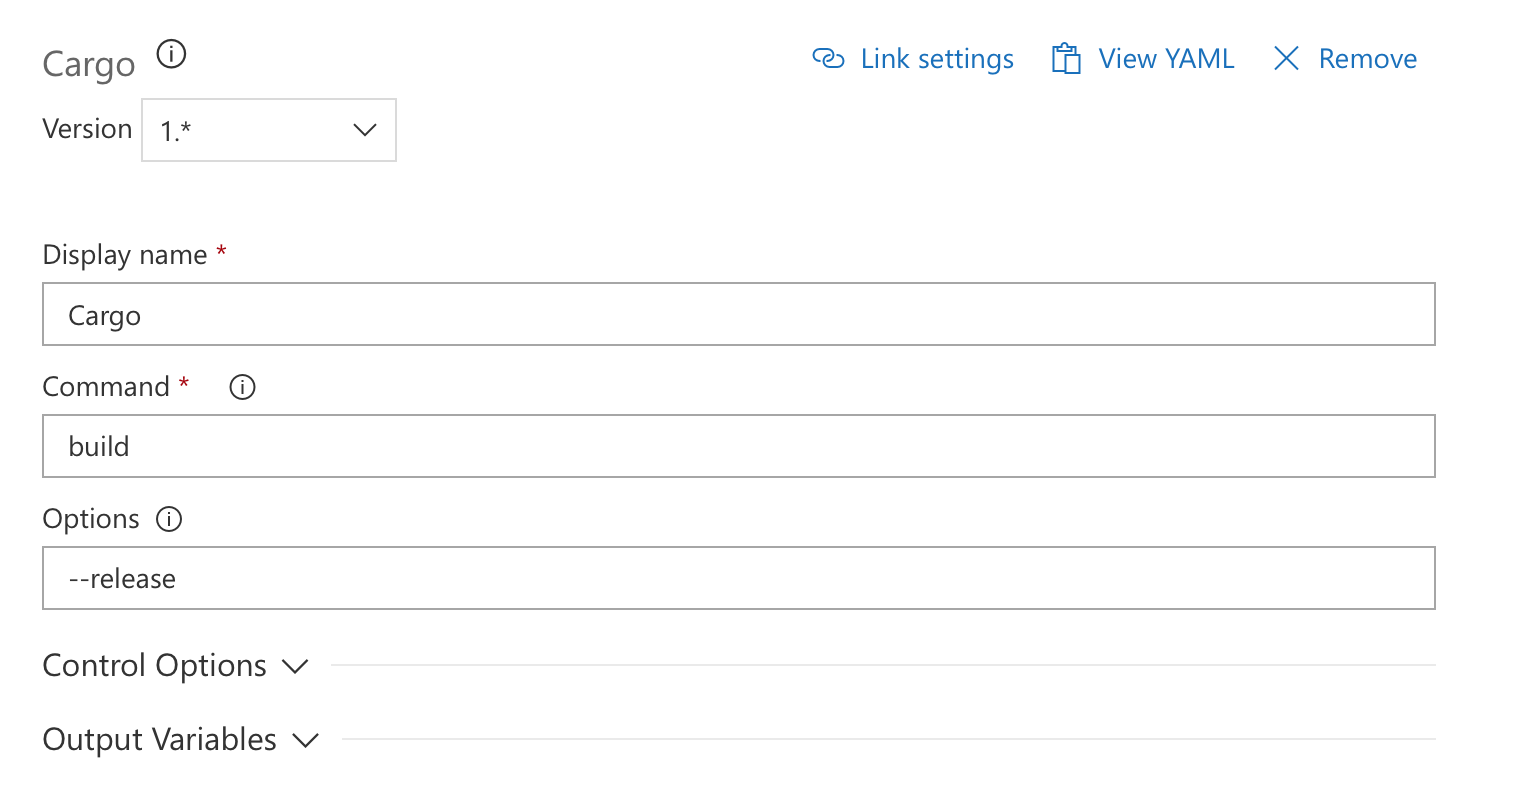 Cargo
Link settings View YAML Remove
Version 1.*
Display name *
Cargo
Command *
build
Options
--release
Control Options
Output Variables